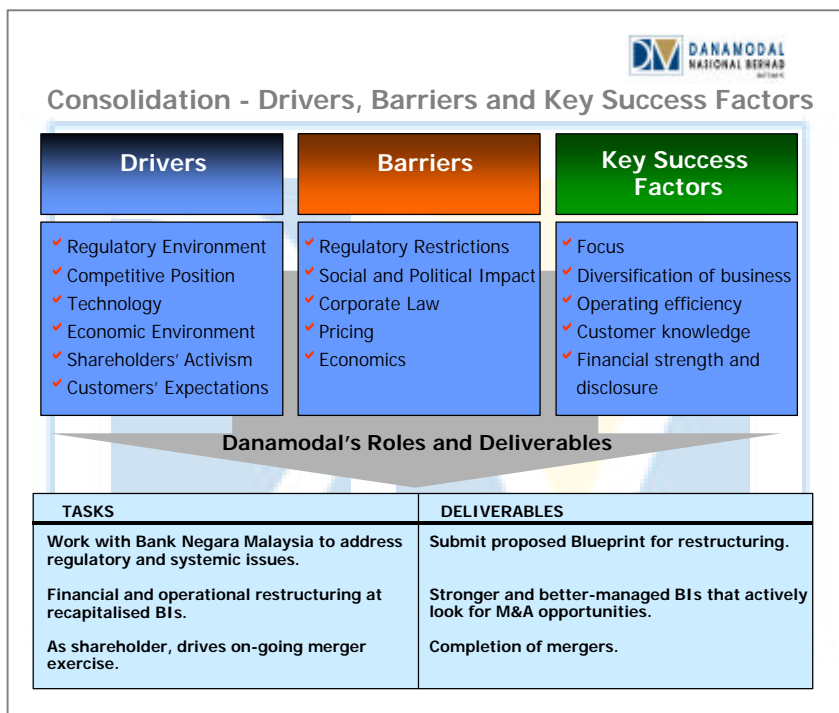 DANAMODAL
NASIONAL BERHAD
Consolidation - Drivers, Barriers and Key Success Factors
Drivers
Regulatory Environment
Competitive Position
Technology
Economic Environment
Shareholders' Activism
Customers' Expectations
Barriers
Regulatory Restrictions
Social and Political Impact
Corporate Law
Pricing
Economics
Key Success
Factors
Focus
Diversification of business
Operating efficiency
Customer knowledge
Financial strength and
disclosure
Danamodal's Roles and Deliverables
TASKS
DELIVERABLES
Work with Bank Negara Malaysia to address
regulatory and systemic issues.
Submit proposed Blueprint for restructuring.
Financial and operational restructuring at
recapitalised BIs.
Stronger and better-managed BIs that actively
look for M&A opportunities.
As shareholder, drives on-going merger
exercise.
Completion of mergers.